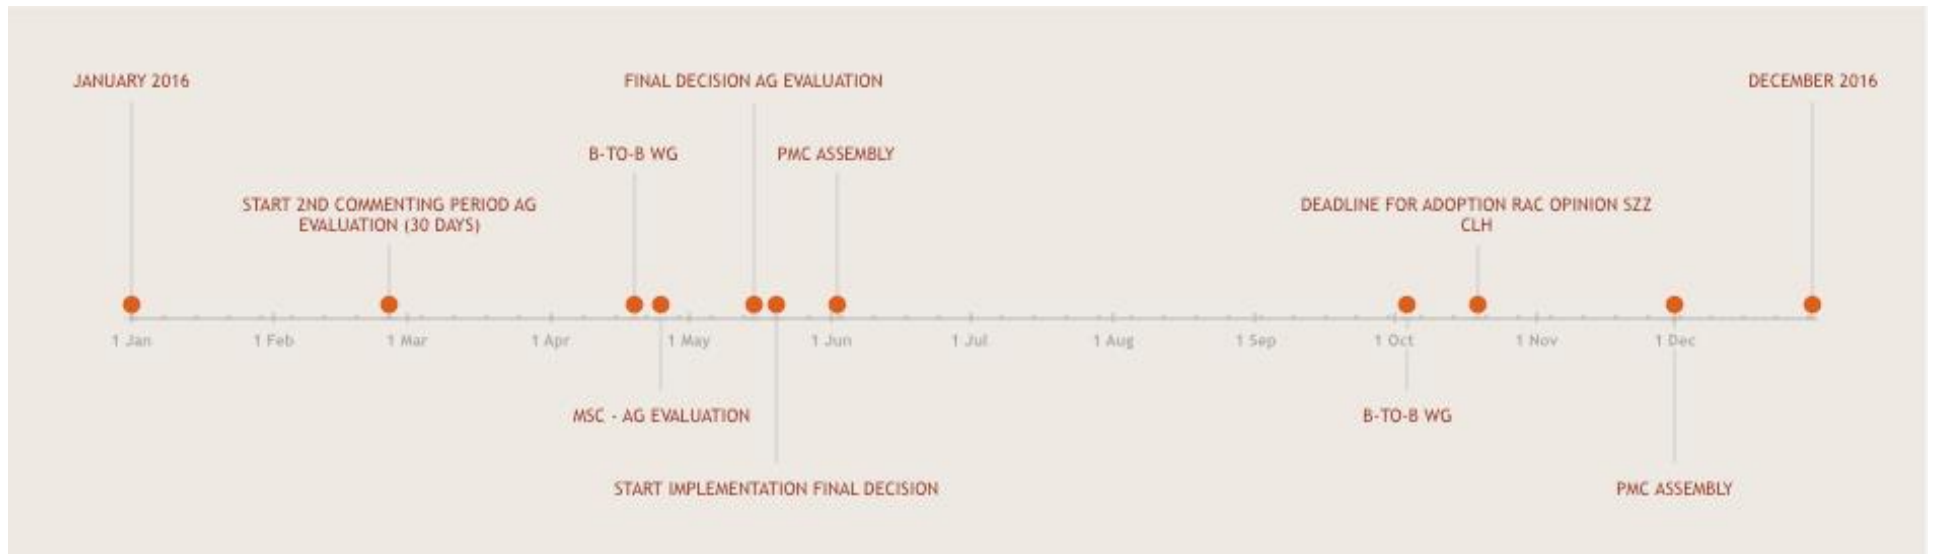 JANUARY 2016
FINAL DECISION AG EVALUATION
DECEMBER 2016
B-TO-B WG
PMC ASSEMBLY
START 2ND COMMENTING PERIOD AG
EVALUATION (30 DAYS)
DEADLINE FOR ADOPTION RAC OPINION SZZ
CLH
1 Jan
1 Feb
1 Mar
1 Apr
1 May
1 Jun
1 Jul
1 Aug
1 Sep
1 Oct
1 Nov
1 Dec
MSC - AG EVALUATION
B-TO-B WG
START IMPLEMENTATION FINAL DECISION
PMC ASSEMBLY